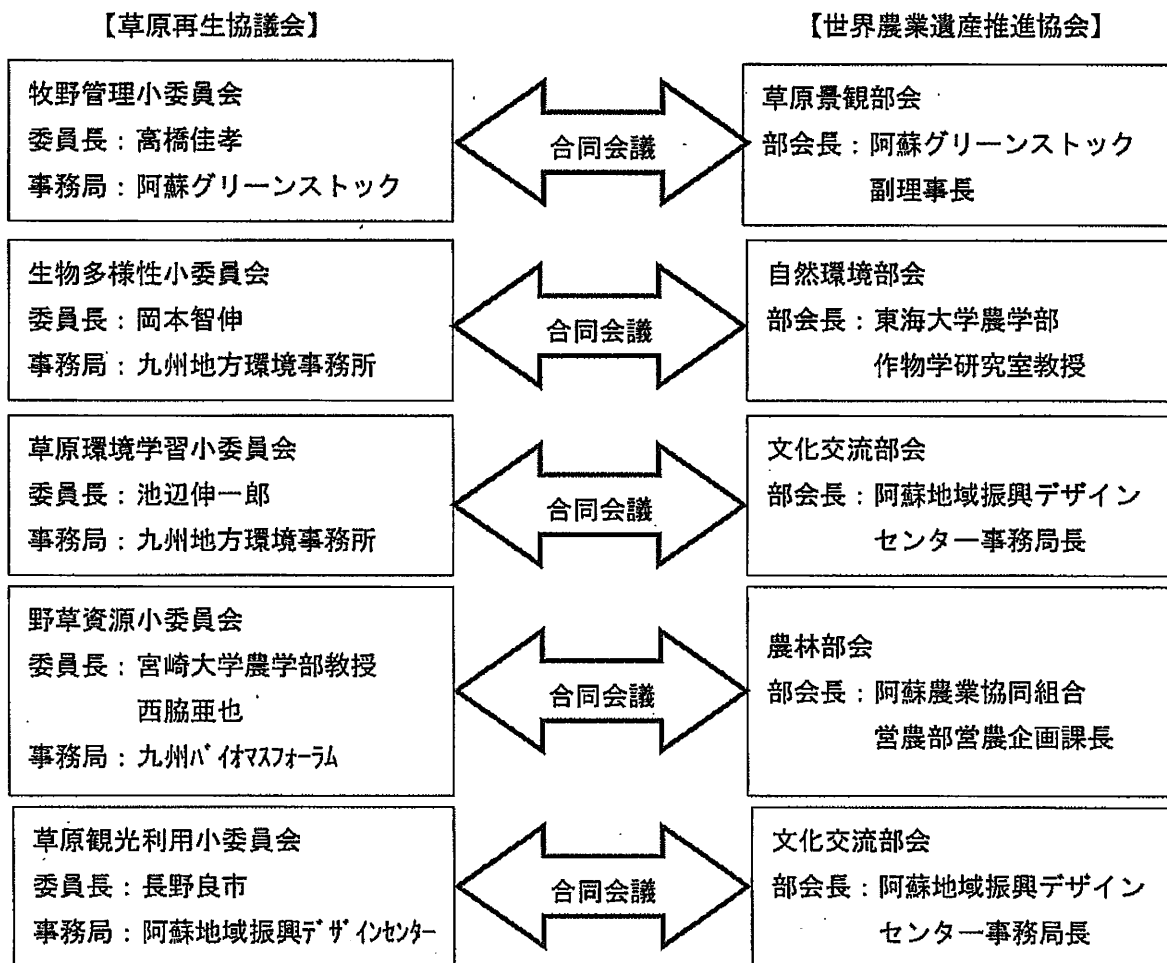 【草原再生協議会】
【世界農業遺産推進協会】
牧野管理小委員会
委員長：高橋佳孝
事務局：阿蘇グリーンストック
合同会議
草原景観部会
部会長：阿蘇グリーンストック
副理事長
生物多様性小委員会
委員長：岡本智伸
事務局：九州地方環境事務所
合同会議
自然環境部会
部会長：東海大学農学部
作物学研究室教授
草原環境学習小委員会
委員長：池辺伸一郎
事務局：九州地方環境事務所
合同会議
文化交流部会
部会長：阿蘇地域振興デザイン
センター事務局長
野草資源小委員会
委員長：宮崎大学農学部教授
西脇亜也
事務局：九州ﾊﾞｲｵﾏｽﾌｫｰﾗﾑ
合同会議
農林部会
部会長：阿蘇農業協同組合
営農部営農企画課長
草原観光利用小委員会
委員長：長野良市
事務局：阿蘇地域振興ﾃﾞｻﾞｲﾝｾﾝﾀｰ
合同会議
文化交流部会
部会長：阿蘇地域振興デザイン
センター事務局長